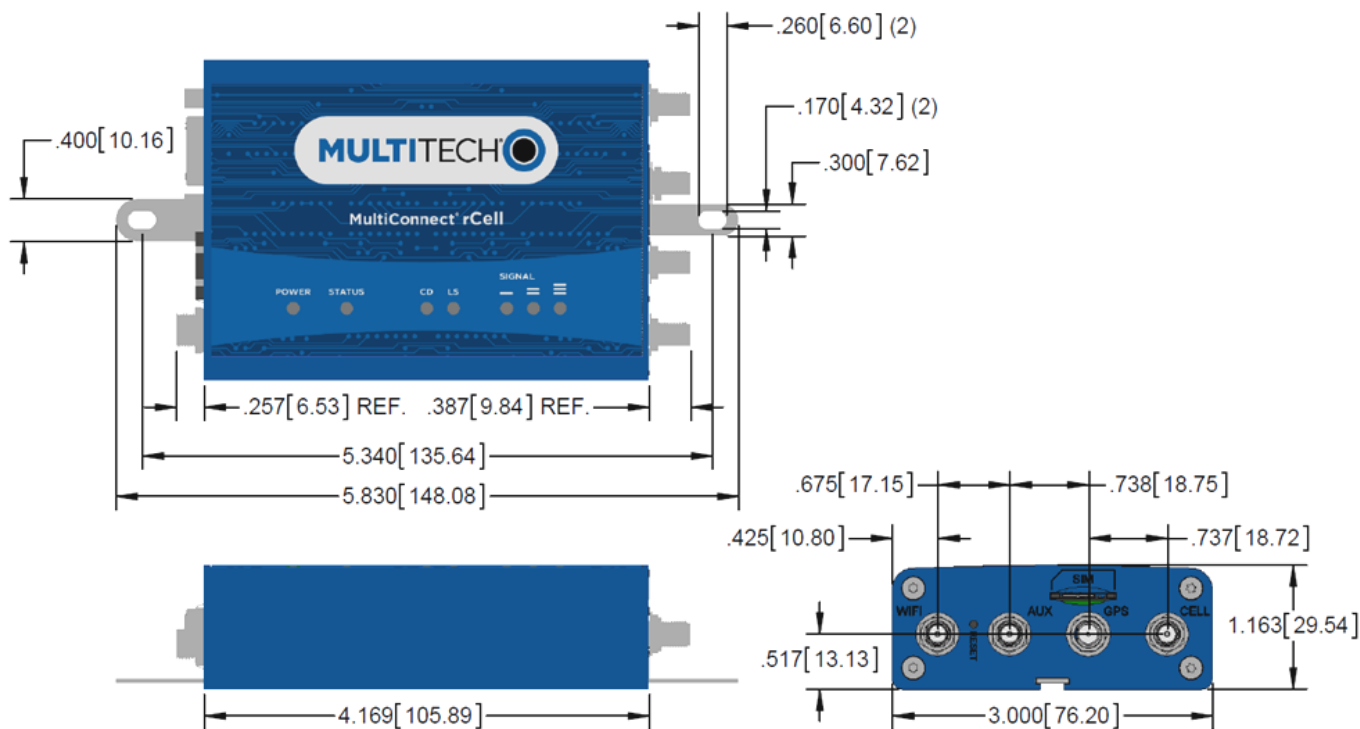 .260[6.60] (2)
.170[4.32] (2)
.400[10.16]
.300[7.62]
MULTITECH®
MultiConnect® rCell
SIGNAL
POWER STATUS CD LS
.257[6.53] REF. .387[9.84] REF.
5.340[135.64]
5.830[148.08]
.675[17.15]
.738[18.75]
.425[10.80]
.737[18.72]
SIM
WIFI AUX GPS CELL
RESET
1.163[29.54]
.517[13.13]
4.169[105.89]
3.000[76.20]